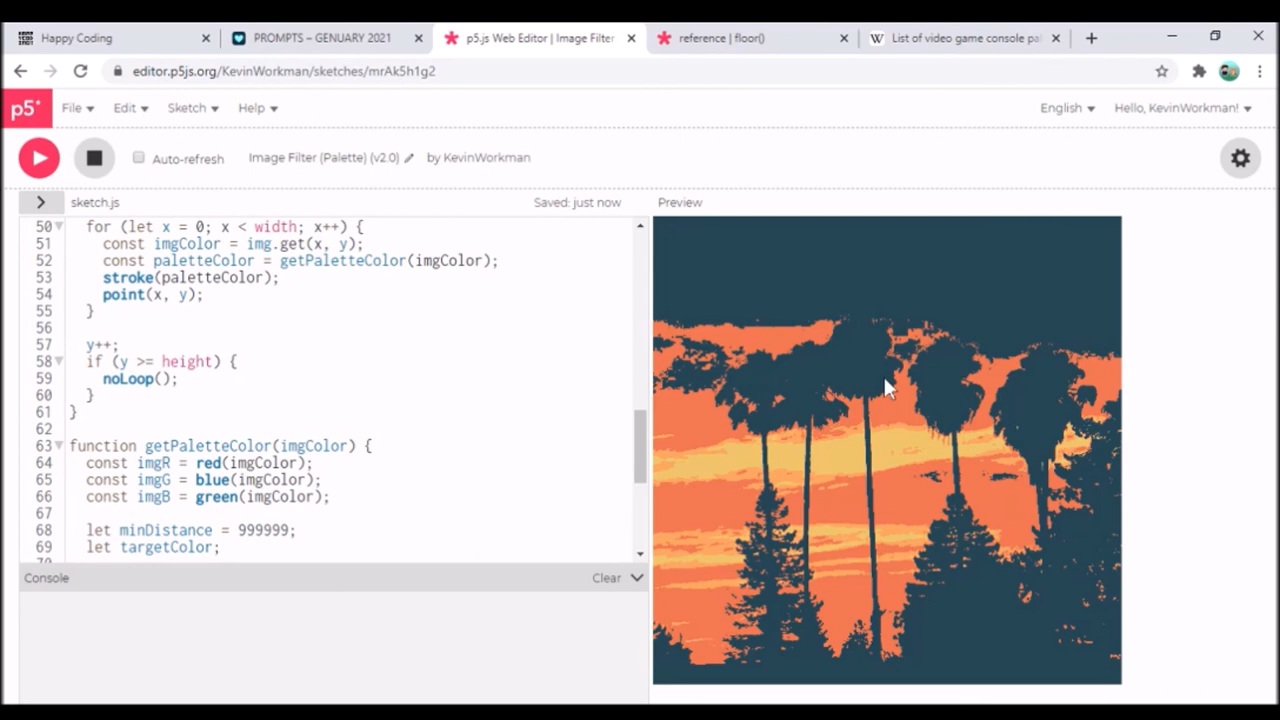 Happy Coding
PROMPTS – GENUARY 2021
p5.js Web Editor | Image Filter
reference | floor()
W List of video game console pa
editor.p5js.org/KevinWorkman/sketches/mrAk5h1g2
p5* File Edit Sketch Help English Hello, KevinWorkman!
Auto-refresh Image Filter (Palette) (v2.0) by KevinWorkman
> sketch.js Saved: just now Preview
50 for (let x = 0; x < width; x++) {
51 const imgColor = img.get(x, y);
52 const paletteColor = getPaletteColor(imgColor);
53 stroke(paletteColor);
54 point(x, y);
55 }
56
57 y++;
58 if (y >= height) {
59 noLoop();
60 }
61 }
62
63 function getPaletteColor(imgColor) {
64 const imgR = red(imgColor);
65 const imgG = blue(imgColor);
66 const imgB = green(imgColor);
67
68 let minDistance = 999999;
69 let targetColor;
Console Clear